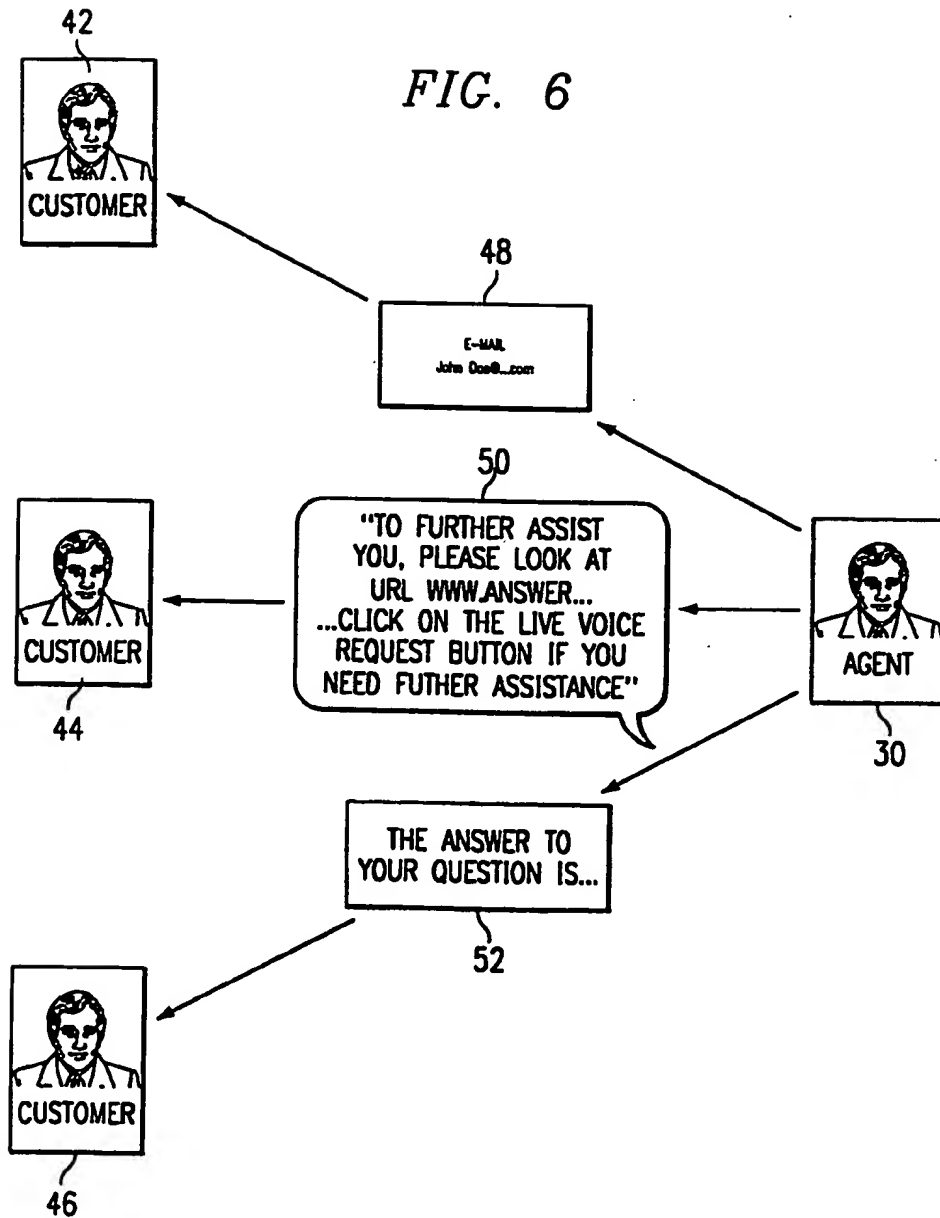 42
FIG. 6
CUSTOMER
48
E-MAIL
John Doe@...com
50
"TO FURTHER ASSIST
YOU, PLEASE LOOK AT
URL WWW.ANSWER...
...CLICK ON THE LIVE VOICE
REQUEST BUTTON IF YOU
NEED FUTHER ASSISTANCE"
CUSTOMER
44
AGENT
30
THE ANSWER TO
YOUR QUESTION IS...
52
CUSTOMER
46